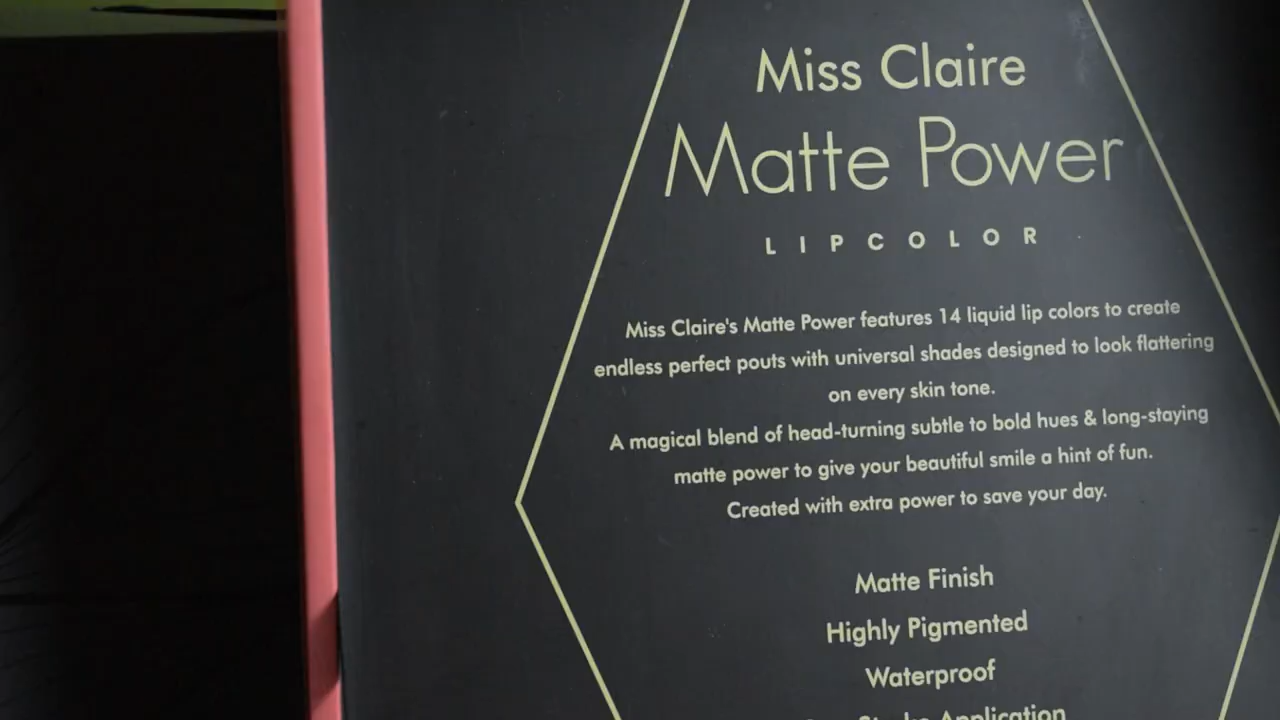 Miss Claire
Matte Power
LIPCOLOR
Miss Claire's Matte Power features 14 liquid lip colors to create
endless perfect pouts with universal shades designed to look flattering
on every skin tone.
A magical blend of head-turning subtle to bold hues & long-staying
matte power to give your beautiful smile a hint of fun.
Created with extra power to save your day.
Matte Finish
Highly Pigmented
Waterproof
Application